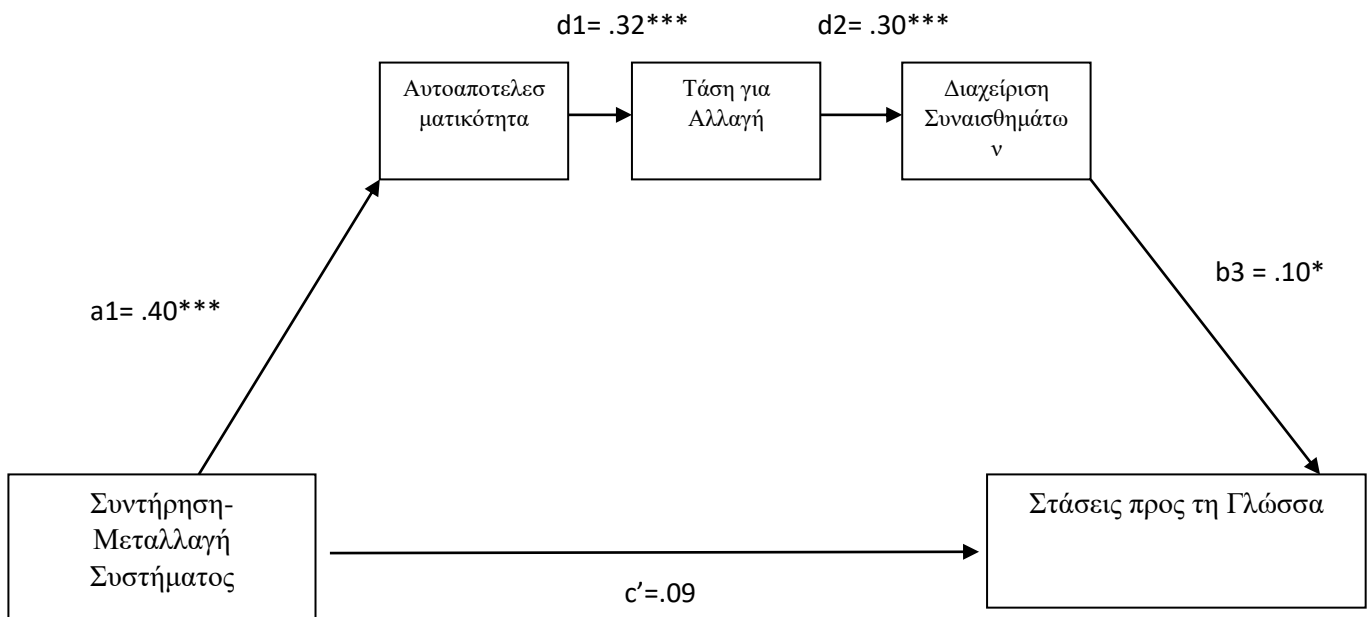 d1= .32***
d2= .30***
Αυτοαποτελεσ
ματικότητα
Τάση για
Αλλαγή
Διαχείριση
Συναισθημάτω
ν
a1= .40***
b3 = .10*
Συντήρηση-
Μεταλλαγή
Συστήματος
Στάσεις προς τη Γλώσσα
c’=.09